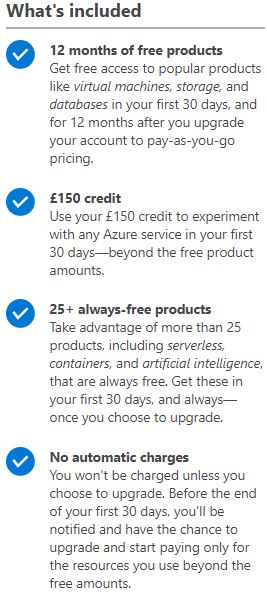 What's included
12 months of free products
Get free access to popular products
like virtual machines, storage, and
databases in your first 30 days, and
for 12 months after you upgrade
your account to pay-as-you-go
pricing.
£150 credit
Use your £150 credit to experiment
with any Azure service in your first
30 days—beyond the free product
amounts.
25+ always-free products
Take advantage of more than 25
products, including serverless,
containers, and artificial intelligence,
that are always free. Get these in
your first 30 days, and always—
once you choose to upgrade.
No automatic charges
You won't be charged unless you
choose to upgrade. Before the end
of your first 30 days, you'll be
notified and have the chance to
upgrade and start paying only for
the resources you use beyond the
free amounts.